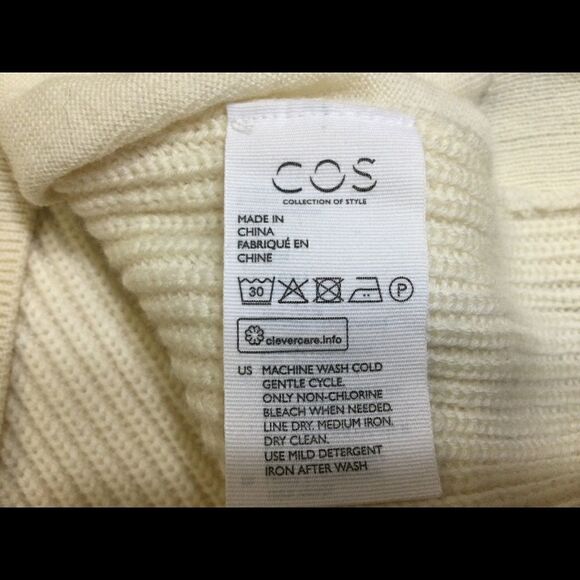 COS
COLLECTION OF STYLE
MADE IN
CHINA
FABRIQUÉ EN
CHINE
30 P
clevercare.info
US MACHINE WASH COLD
GENTLE CYCLE.
ONLY NON-CHLORINE
BLEACH WHEN NEEDED.
LINE DRY. MEDIUM IRON.
DRY CLEAN.
USE MILD DETERGENT
IRON AFTER WASH